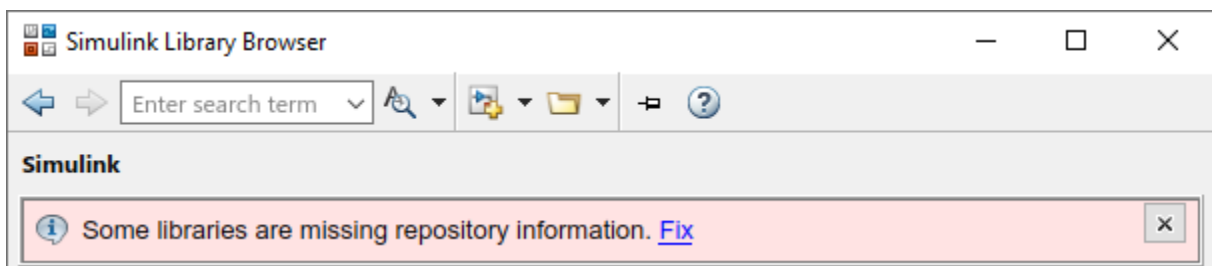 Simulink Library Browser
Enter search term
Simulink
Some libraries are missing repository information. Fix